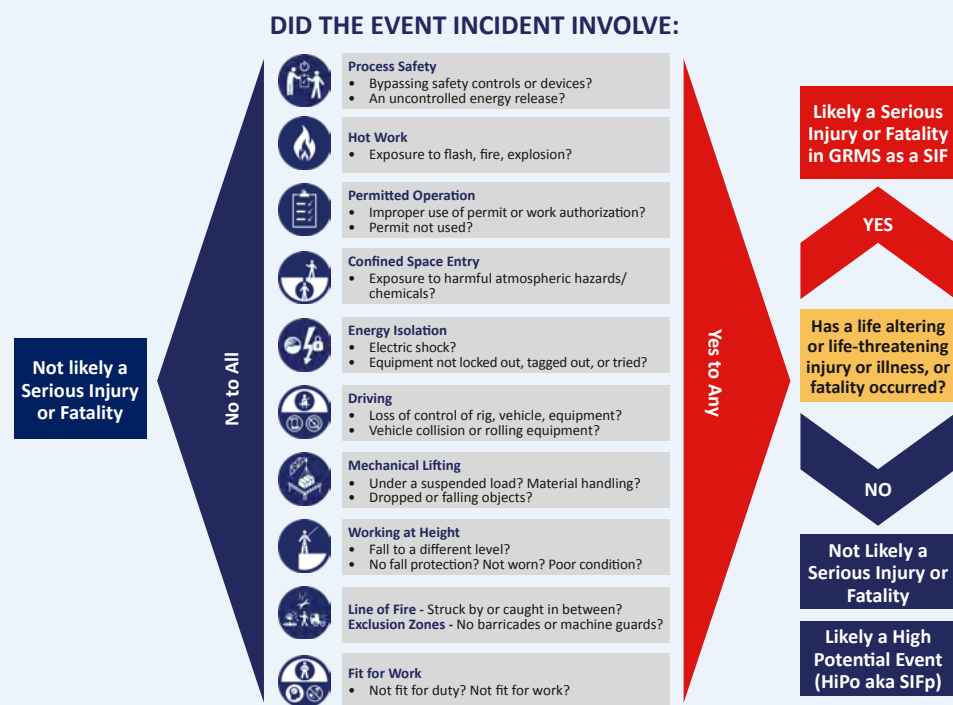 DID THE EVENT INCIDENT INVOLVE:
Not likely a
Serious Injury
or Fatality
No to All
Process Safety
• Bypassing safety controls or devices?
• An uncontrolled energy release?
Hot Work
• Exposure to flash, fire, explosion?
Permitted Operation
• Improper use of permit or work authorization?
• Permit not used?
Confined Space Entry
• Exposure to harmful atmospheric hazards/
chemicals?
Energy Isolation
• Electric shock?
• Equipment not locked out, tagged out, or tried?
Driving
• Loss of control of rig, vehicle, equipment?
• Vehicle collision or rolling equipment?
Mechanical Lifting
• Under a suspended load? Material handling?
• Dropped or falling objects?
Working at Height
• Fall to a different level?
• No fall protection? Not worn? Poor condition?
Line of Fire - Struck by or caught in between?
Exclusion Zones - No barricades or machine guards?
Fit for Work
• Not fit for duty? Not fit for work?
Yes to Any
Likely a Serious
Injury or Fatality
in GRMS as a SIF
YES
Has a life altering
or life-threatening
injury or illness, or
fatality occurred?
NO
Not Likely a
Serious Injury or
Fatality
Likely a High
Potential Event
(HiPo aka SIFp)